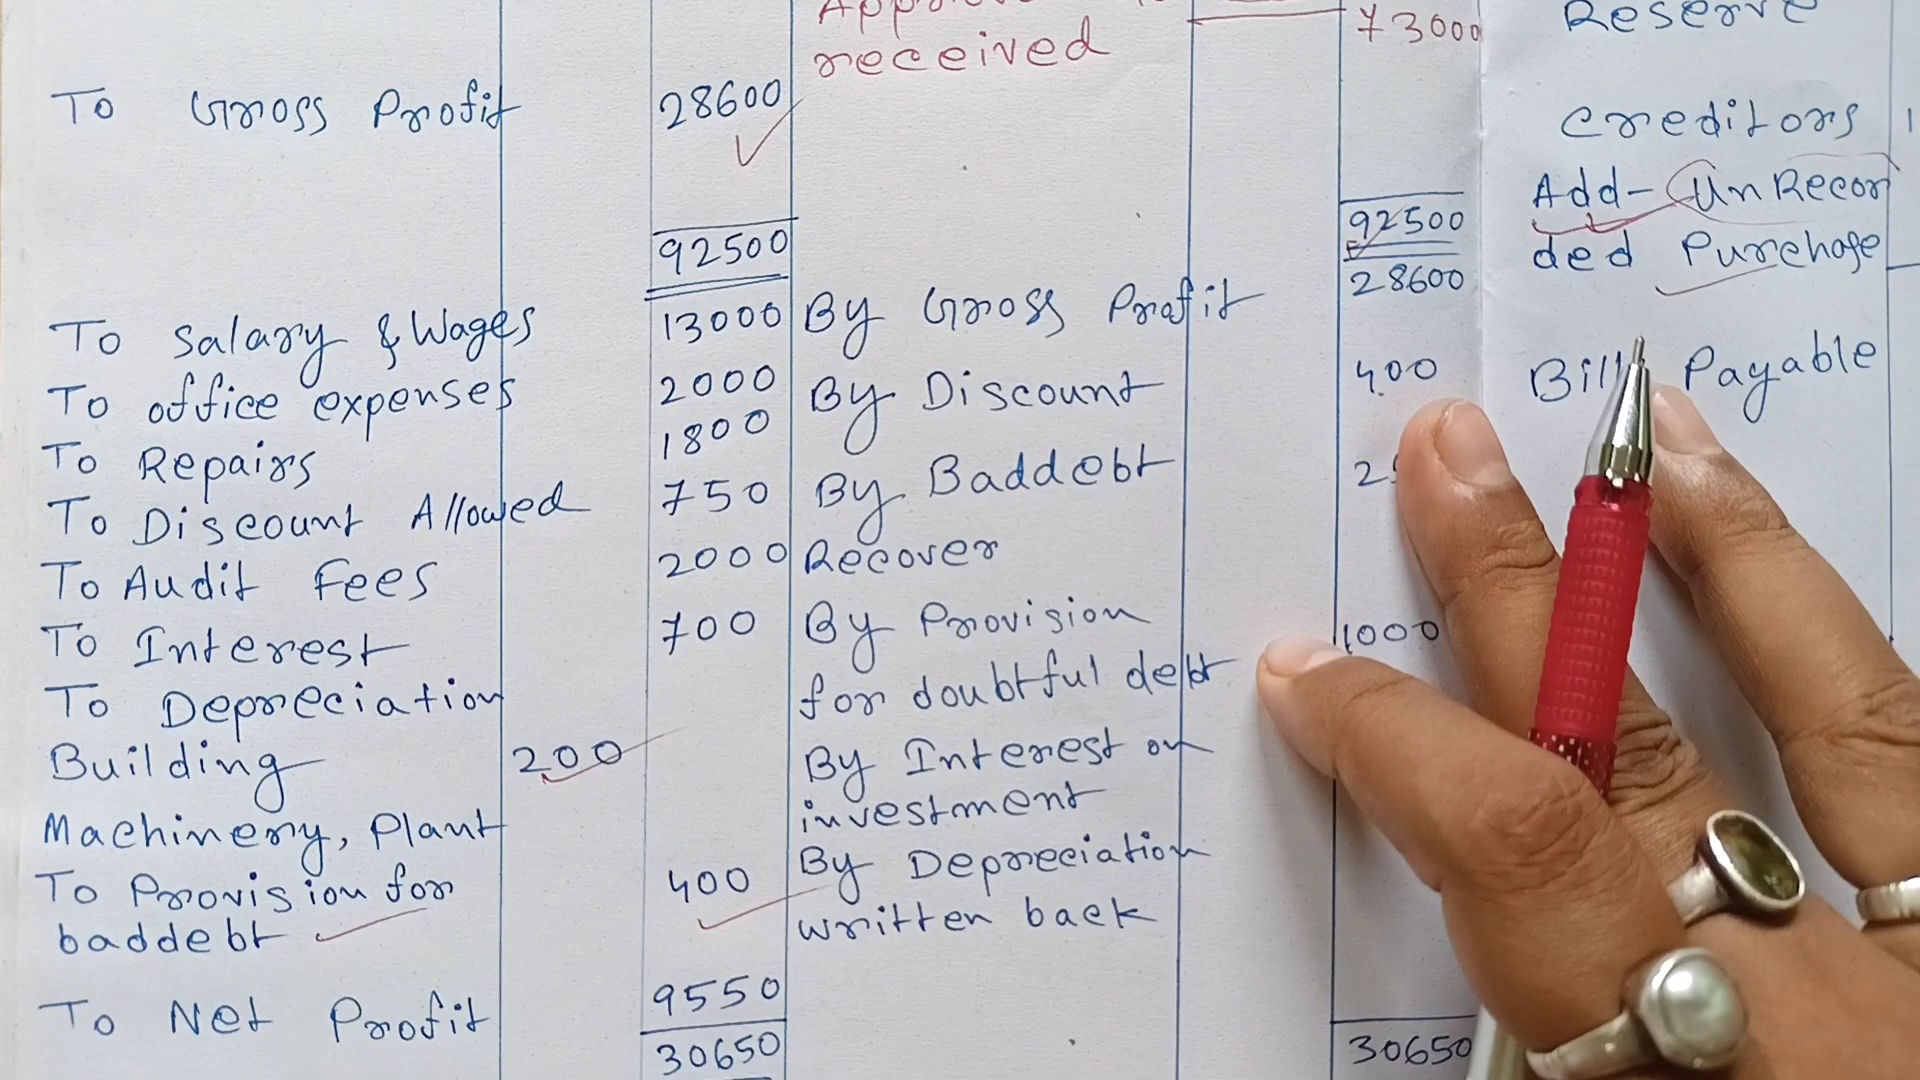 received
73000
Reserve
To Gross Profit 28600
Creditors
Add- UnRecor
92500 92500
ded Purchase
28600
To Salary & Wages 13000 By Gross Profit
To office expenses 2000 By Discount 400
Bill Payable
To Repairs 1800
To Discount Allowed 750 By Baddebt
To Audit Fees 2000 Recover
To Interest 700 By Provision 1000
To Depreciation for doubtful debt
Building 200 By Interest on
Machinery, Plant investment
To Provision for 400 By Depreciation
baddebt written back
To Net Profit 9550
30650 30650